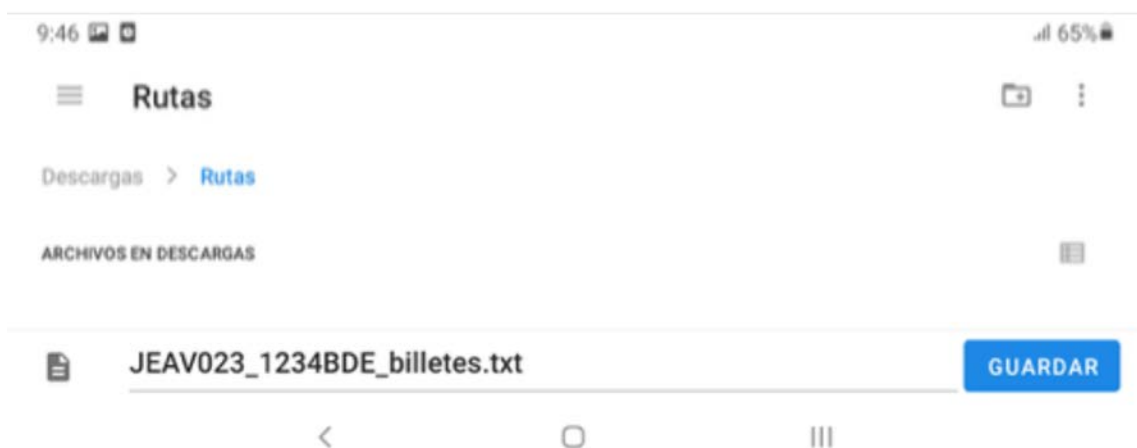 9:46 65%
Rutas
Descargas > Rutas
ARCHIVOS EN DESCARGAS
JEAV023_1234BDE_billetes.txt GUARDAR